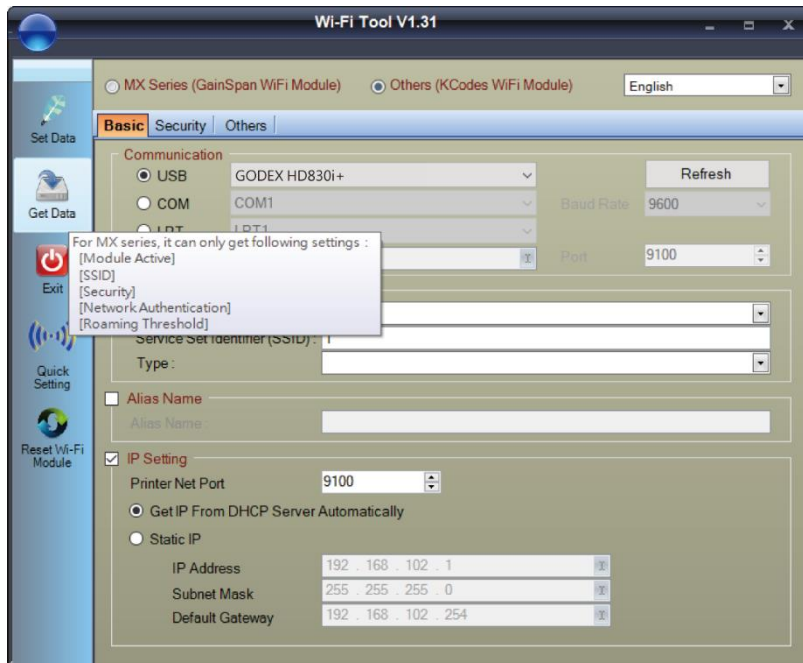 Wi-Fi Tool V1.31
MX Series (GainSpan WiFi Module)
Others (KCodes WiFi Module)
English
Set Data
Get Data
Exit
Quick
Setting
Reset Wi-Fi
Module
Basic
Security
Others
Communication
USB
GODEX HD830i+
Refresh
COM
COM1
Baud Rate
9600
LPT
LPT1
Port
9100
For MX series, it can only get following settings :
[Module Active]
[SSID]
[Security]
[Network Authentication]
[Roaming Threshold]
Service Set Identifier (SSID) :
Type :
Alias Name
Alias Name :
IP Setting
Printer Net Port
9100
Get IP From DHCP Server Automatically
Static IP
IP Address
192 . 168 . 102 . 1
Subnet Mask
255 . 255 . 255 . 0
Default Gateway
192 . 168 . 102 . 254